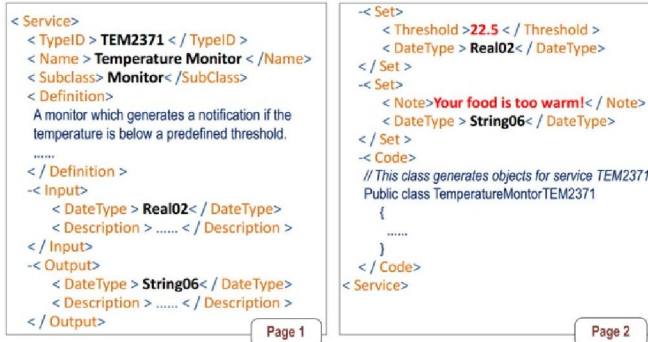 < Service>
< TypeID > TEM2371 < / TypeID >
< Name > Temperature Monitor < /Name>
< Subclass> Monitor< /SubClass>
< Definition>
A monitor which generates a notification if the
temperature is below a predefined threshold.
......
< / Definition >
-< Input>
< DateType > Real02< / DateType>
< Description > ...... < / Description >
< / Input>
-< Output>
< DateType > String06< / DateType>
< Description > ...... < / Description >
< / Output>
Page 1
-< Set>
< Threshold >22.5 < / Threshold >
< DateType > Real02< / DateType>
< / Set >
-< Set>
< Note>Your food is too warm!< / Note>
< DateType > String06< / DateType>
< / Set >
-< Code>
// This class generates objects for service TEM2371
Public class TemperatureMontorTEM2371
{
......
}
< / Code>
< Service>
Page 2